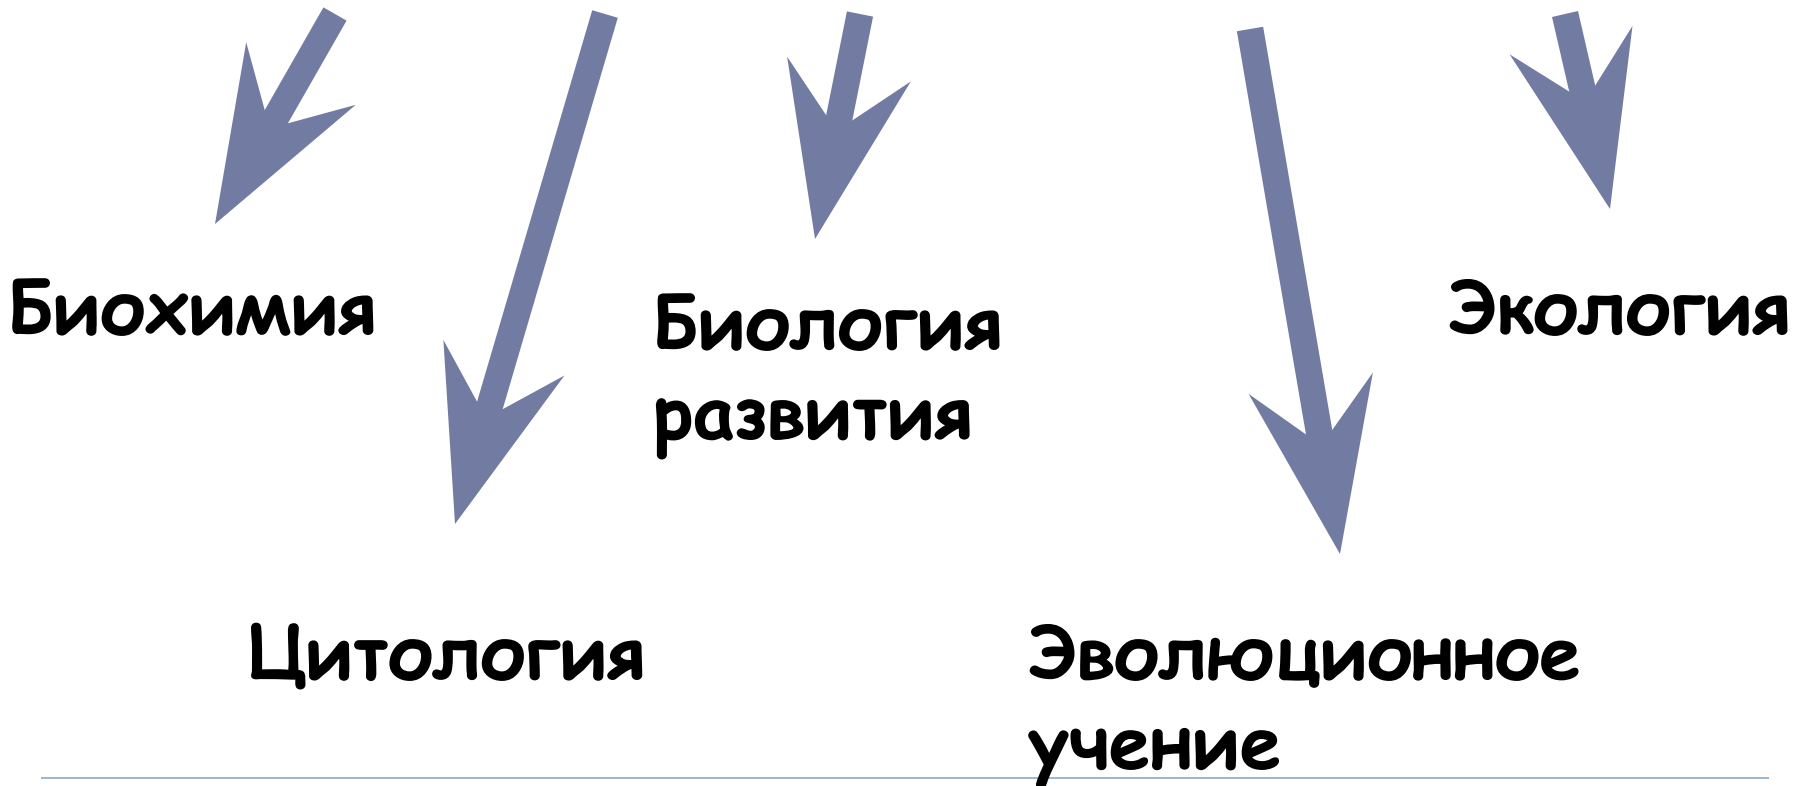 Биохимия
Биология
развития
Экология
Цитология
Эволюционное
учение